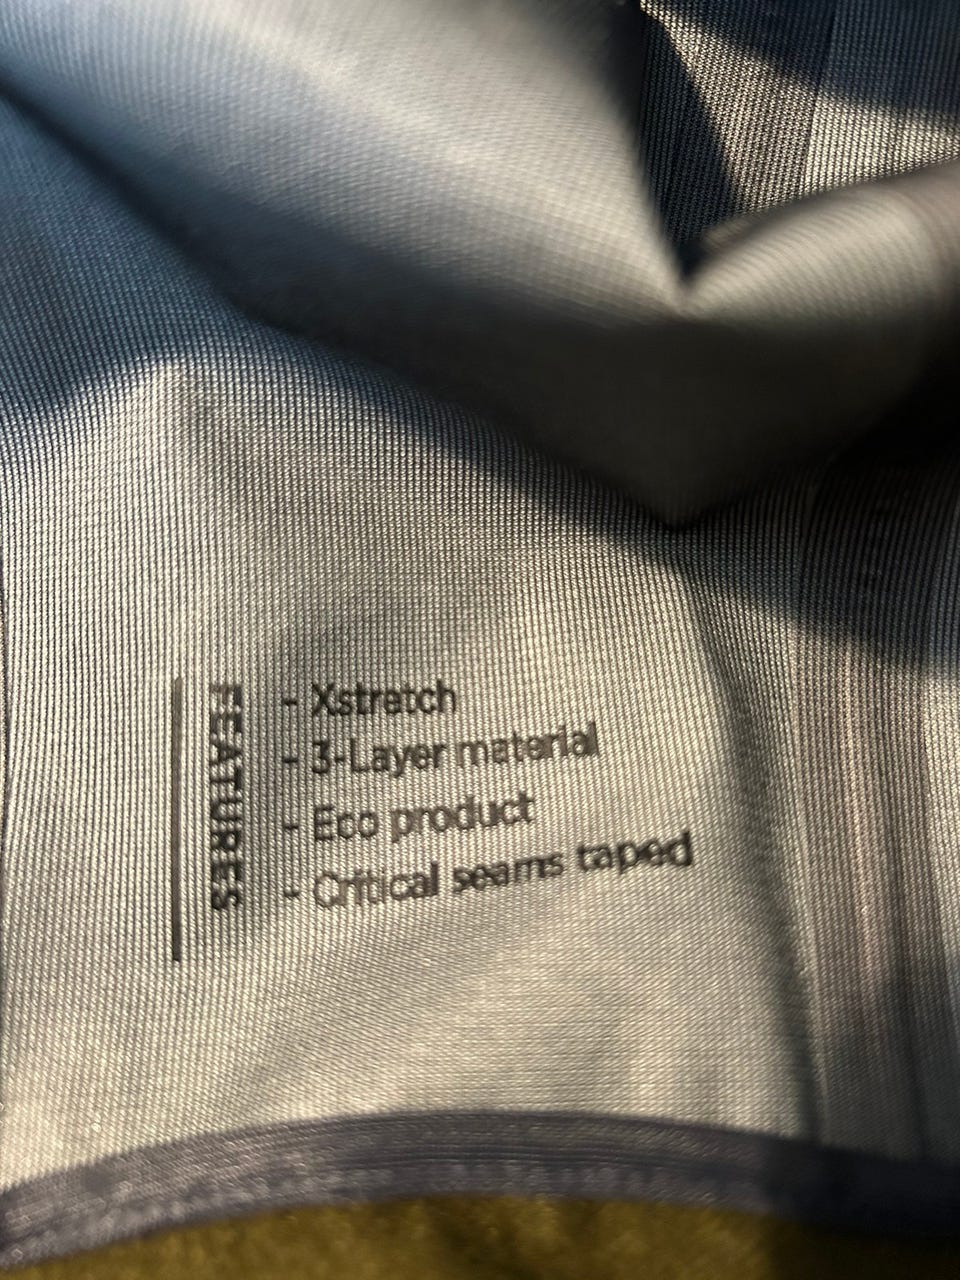 FEATURES
- Xstretch
- 3-Layer material
- Eco product
- Critical seams taped